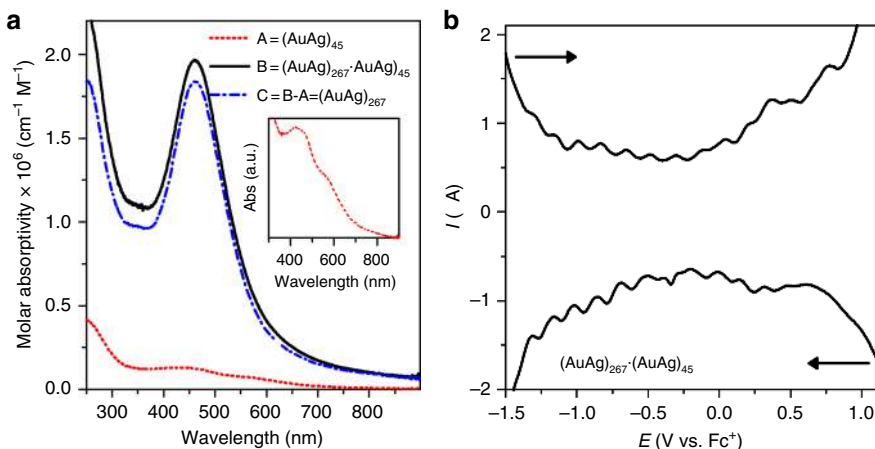 a
A = (AuAg)45
B = (AuAg)267·AuAg)45
C = B-A=(AuAg)267
2.0
1.5
1.0
0.5
0.0
Molar absorptivity × 10⁶ (cm⁻¹ M⁻¹)
300 400 500 600 700 800
Wavelength (nm)
Abs (a.u.)
400 600 800
Wavelength (nm)
b
2
1
0
−1
−2
I ( A)
(AuAg)267·(AuAg)45
−1.5 −1.0 −0.5 0.0 0.5 1.0
E (V vs. Fc⁺)